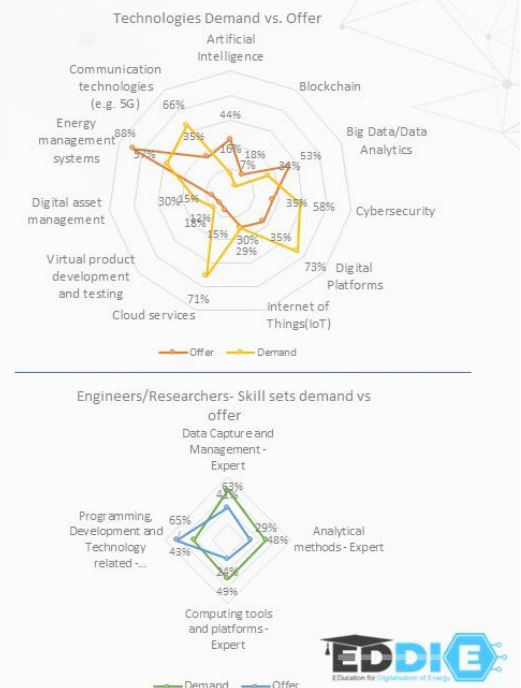 Technologies Demand vs. Offer
Artificial
Intelligence
Blockchain
Big Data/Data
Analytics
Cybersecurity
Digital
Platforms
Internet of
Things(IoT)
Cloud services
Virtual product
development
and testing
Digital asset
management
Energy
management
systems
Communication
technologies
(e.g. 5G)
44%
16%
18%
7%
53%
34%
58%
35%
73%
35%
30%
29%
71%
15%
18%
12%
30%
15%
88%
57%
66%
35%
Offer
Demand
Engineers/Researchers- Skill sets demand vs
offer
Data Capture and
Management -
Expert
63%
41%
Analytical
methods - Expert
29%
48%
Computing tools
and platforms -
Expert
24%
49%
Programming,
Development and
Technology
related -...
65%
43%
Demand
Offer
EDDIE
EDucation for Digitalisation of Energy